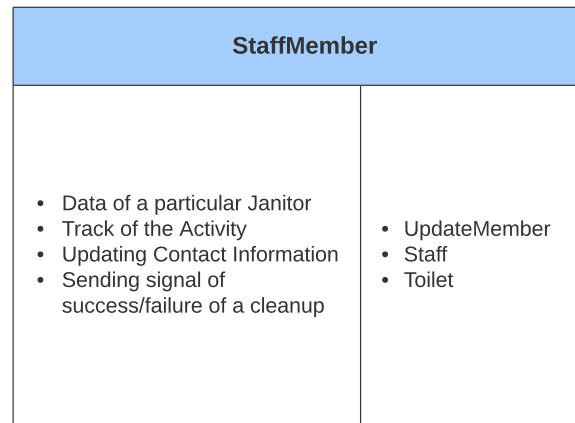 StaffMember
• Data of a particular Janitor
• Track of the Activity
• Updating Contact Information
• Sending signal of
success/failure of a cleanup
• UpdateMember
• Staff
• Toilet